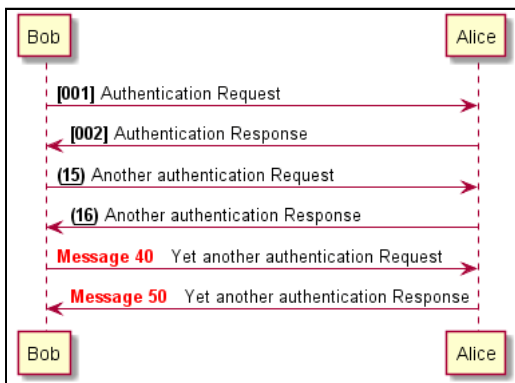 Bob Alice
[001] Authentication Request
[002] Authentication Response
(15) Another authentication Request
(16) Another authentication Response
Message 40 Yet another authentication Request
Message 50 Yet another authentication Response
Bob Alice